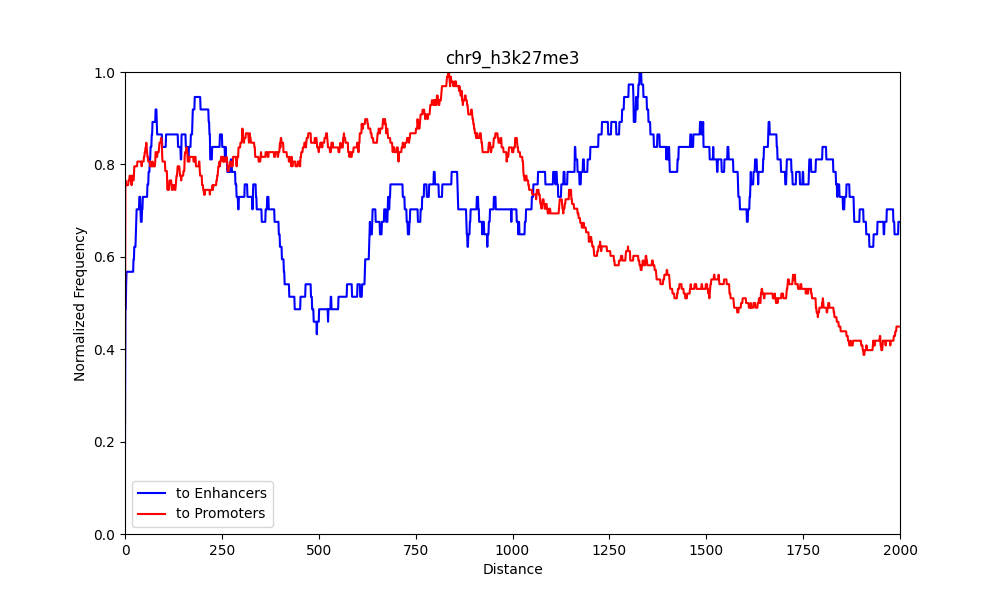 chr9_h3k27me3
Normalized Frequency
1.0
0.8
0.6
0.4
0.2
0.0
to Enhancers
to Promoters
0 250 500 750 1000 1250 1500 1750 2000
Distance